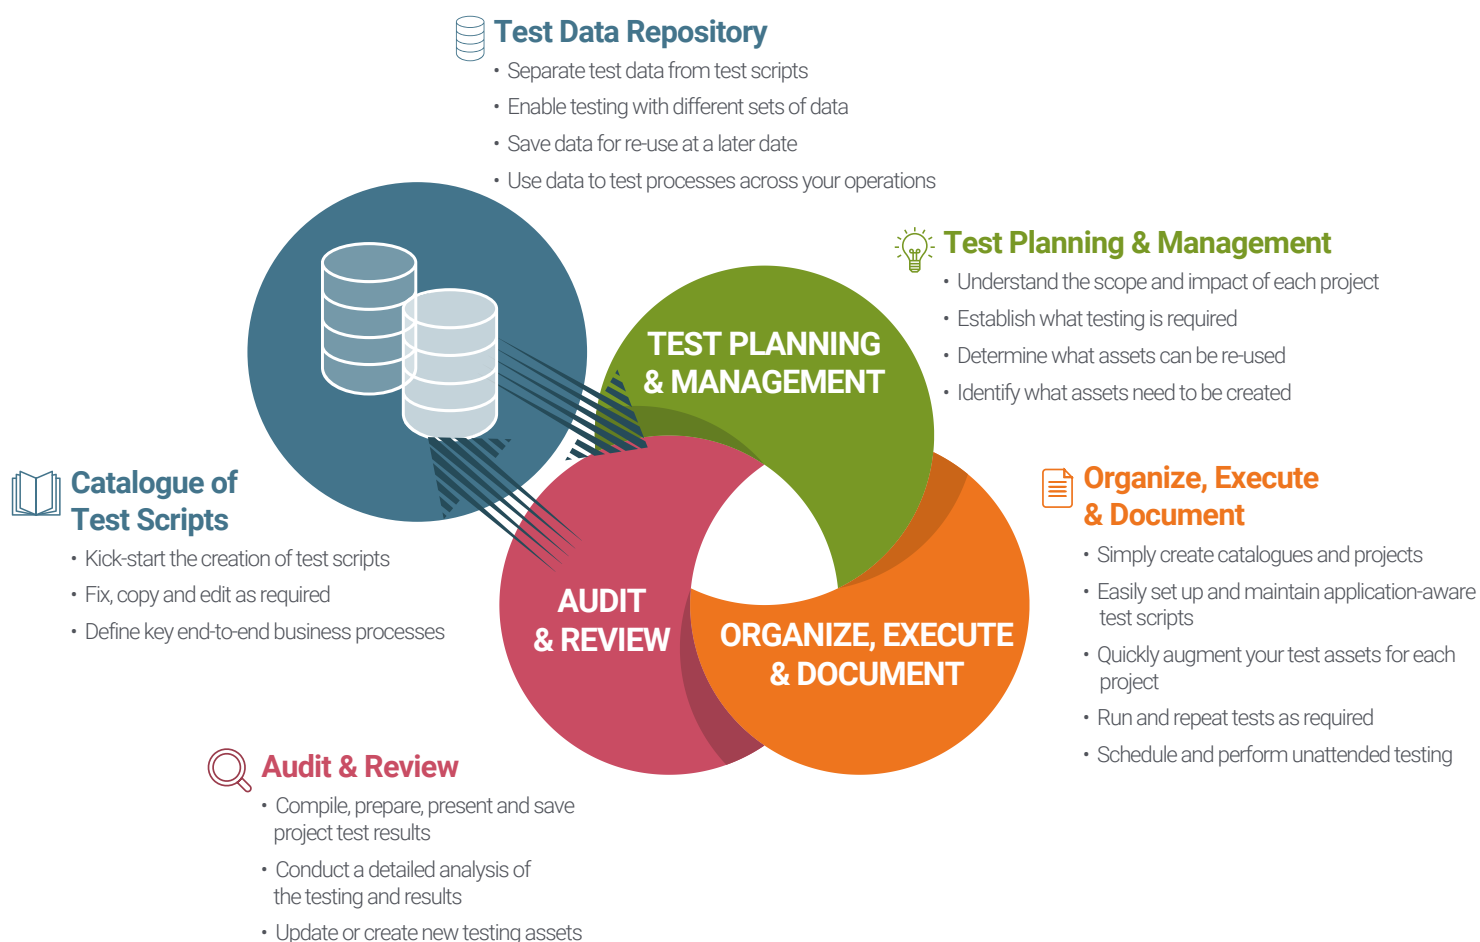 Test Data Repository
• Separate test data from test scripts
• Enable testing with different sets of data
• Save data for re-use at a later date
• Use data to test processes across your operations
Test Planning & Management
• Understand the scope and impact of each project
• Establish what testing is required
• Determine what assets can be re-used
• Identify what assets need to be created
TEST PLANNING
& MANAGEMENT
Catalogue of
Test Scripts
• Kick-start the creation of test scripts
• Fix, copy and edit as required
• Define key end-to-end business processes
AUDIT
& REVIEW
ORGANIZE, EXECUTE
& DOCUMENT
Organize, Execute
& Document
• Simply create catalogues and projects
• Easily set up and maintain application-aware
test scripts
• Quickly augment your test assets for each
project
• Run and repeat tests as required
• Schedule and perform unattended testing
Audit & Review
• Compile, prepare, present and save
project test results
• Conduct a detailed analysis of
the testing and results
• Update or create new testing assets